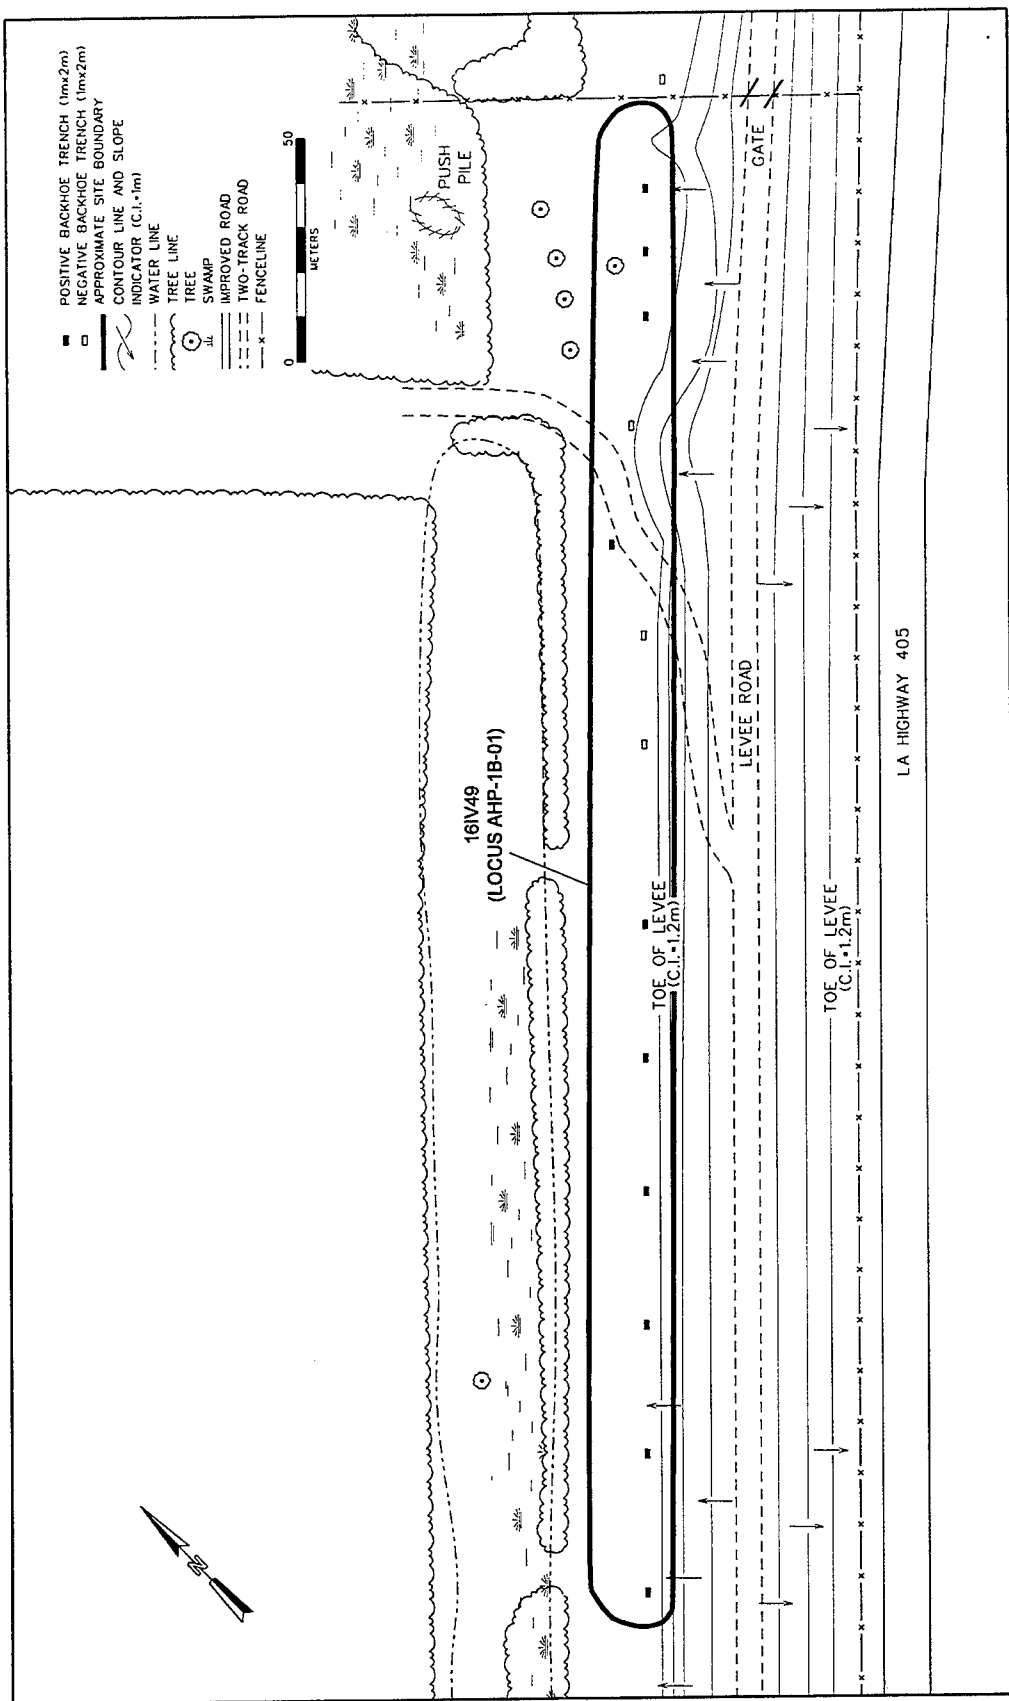 POSITIVE BACKHOE TRENCH (1mx2m)
NEGATIVE BACKHOE TRENCH (1mx2m)
APPROXIMATE SITE BOUNDARY
CONTOUR LINE AND SLOPE
INDICATOR (C.I.=1m)
WATER LINE
TREE LINE
TREE
SWAMP
IMPROVED ROAD
TWO-TRACK ROAD
FENCELINE
0
50
METERS
PUSH
PILE
GATE
16IV49
(LOCUS AHP-1B-01)
LEVEE ROAD
TOE OF LEVEE
(C.I.=1.2m)
TOE OF LEVEE
(C.I.=1.2m)
LA HIGHWAY 405
N